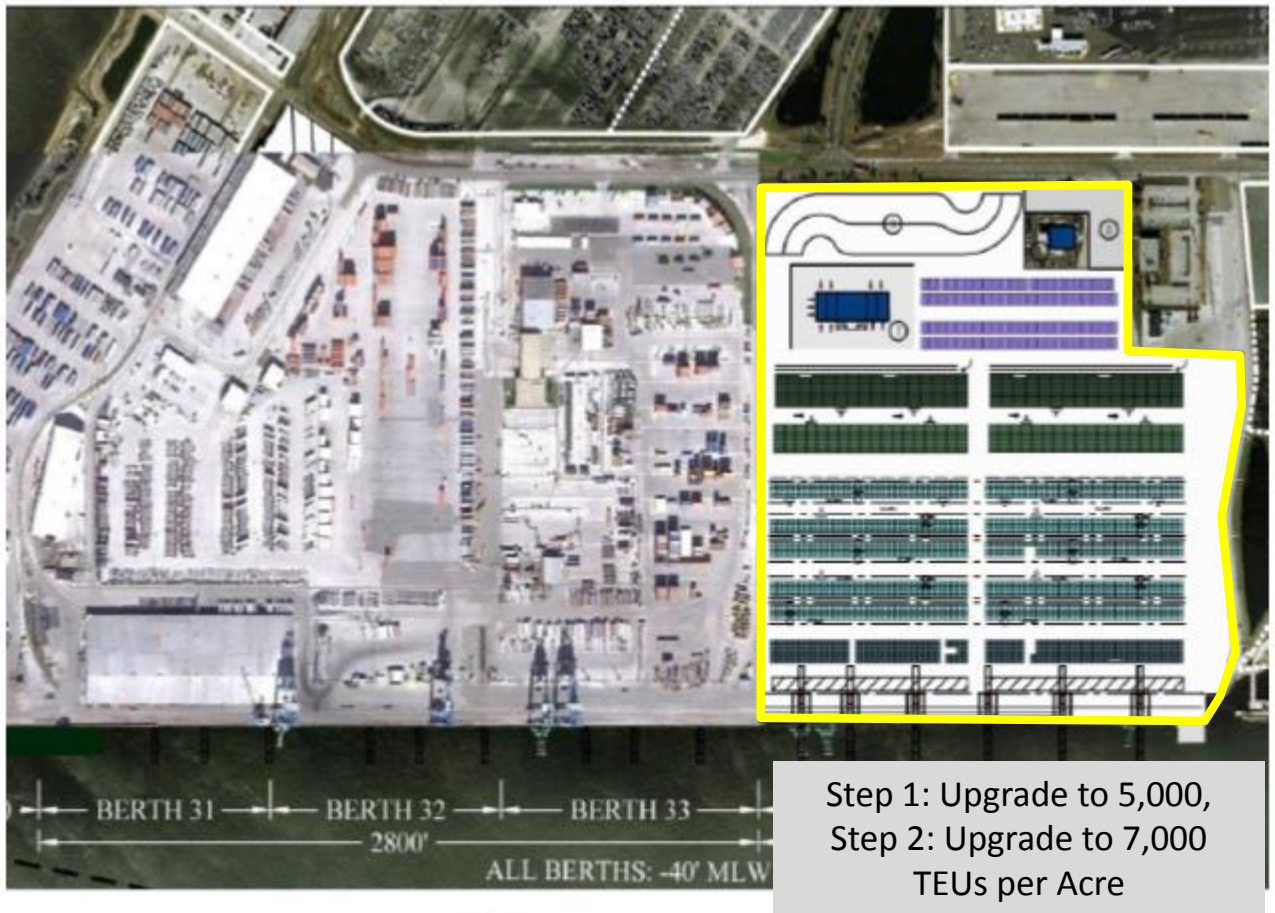 BERTH 31
BERTH 32
BERTH 33
2800'
ALL BERTHS: -40' MLW
Step 1: Upgrade to 5,000,
Step 2: Upgrade to 7,000
TEUs per Acre